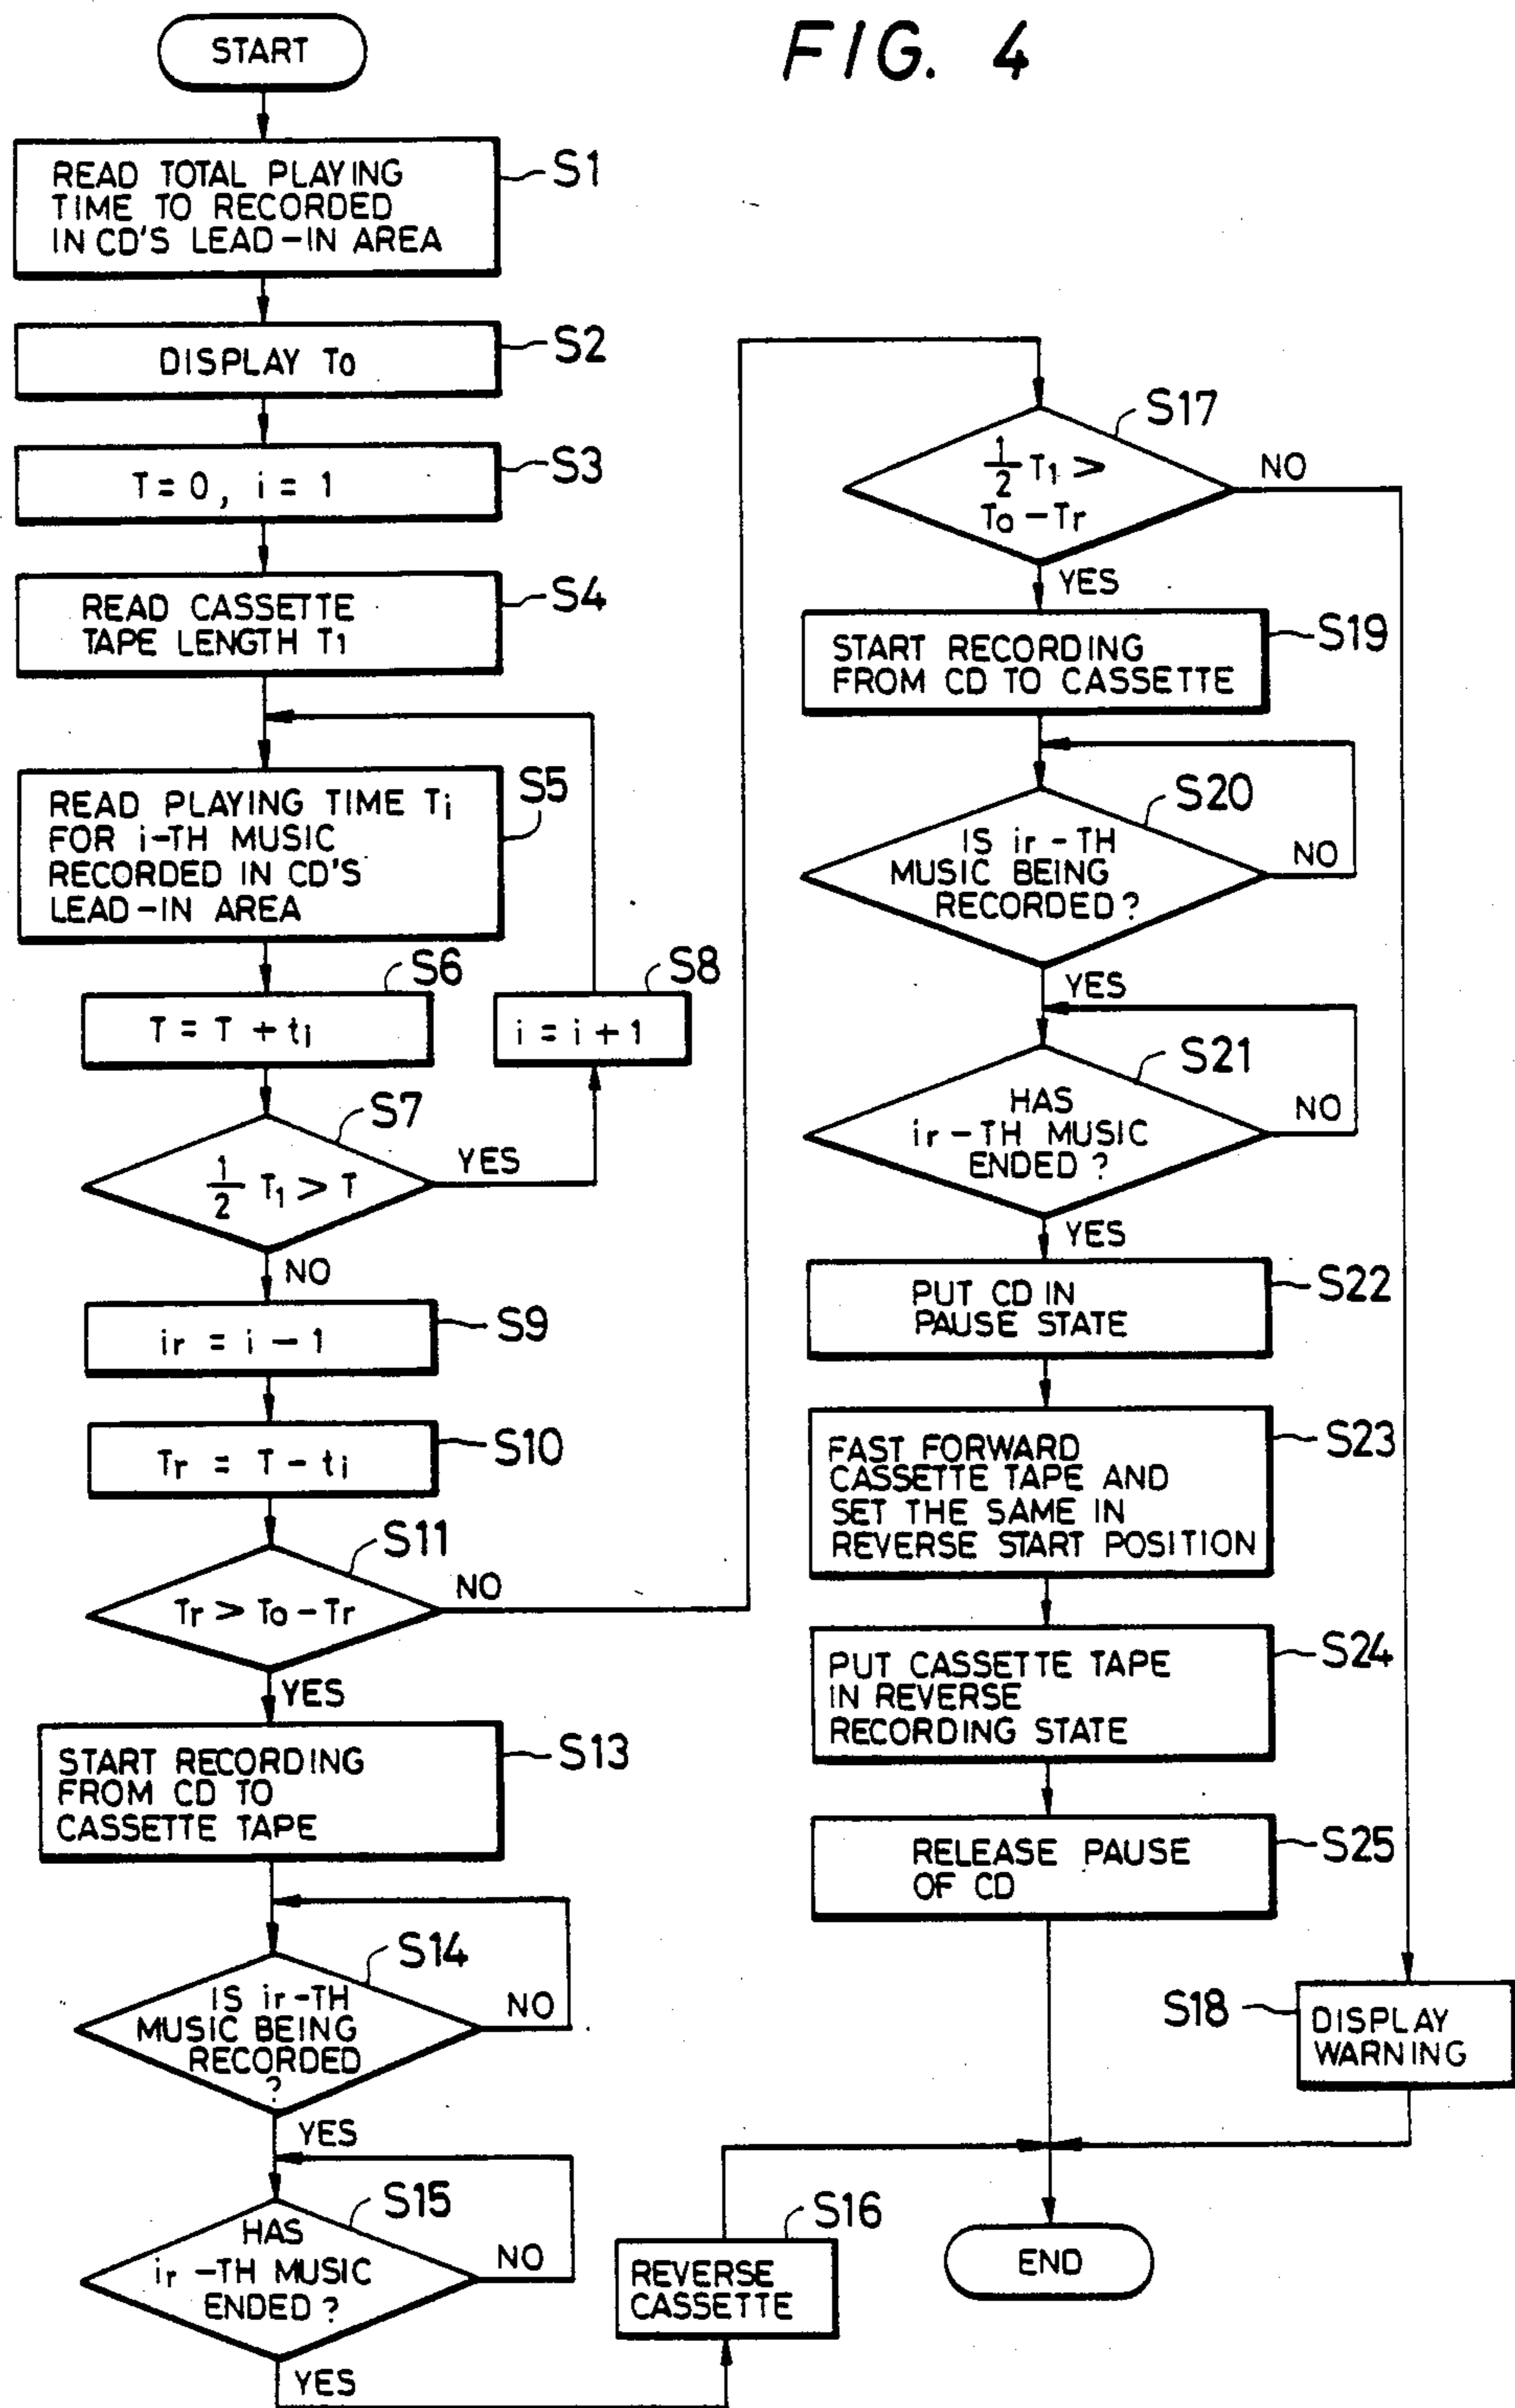 FIG. 4
START
READ TOTAL PLAYING
TIME TO RECORDED
IN CD'S LEAD-IN AREA
S1
DISPLAY To
S2
T = 0, i = 1
S3
READ CASSETTE
TAPE LENGTH T1
S4
READ PLAYING TIME Ti
FOR i-TH MUSIC
RECORDED IN CD'S
LEAD-IN AREA
S5
T = T + ti
S6
i = i + 1
S8
1/2 T1 > T
S7
YES
NO
ir = i - 1
S9
Tr = T - ti
S10
Tr > To - Tr
S11
NO
YES
START RECORDING
FROM CD TO
CASSETTE TAPE
S13
IS ir-TH
MUSIC BEING
RECORDED
?
S14
NO
YES
HAS
ir-TH MUSIC
ENDED ?
S15
NO
YES
REVERSE
CASSETTE
S16
1/2 T1 >
To - Tr
S17
NO
YES
START RECORDING
FROM CD TO CASSETTE
S19
IS ir-TH
MUSIC BEING
RECORDED ?
S20
NO
YES
HAS
ir-TH MUSIC
ENDED ?
S21
NO
YES
PUT CD IN
PAUSE STATE
S22
FAST FORWARD
CASSETTE TAPE AND
SET THE SAME IN
REVERSE START POSITION
S23
PUT CASSETTE TAPE
IN REVERSE
RECORDING STATE
S24
RELEASE PAUSE
OF CD
S25
S18
DISPLAY
WARNING
END